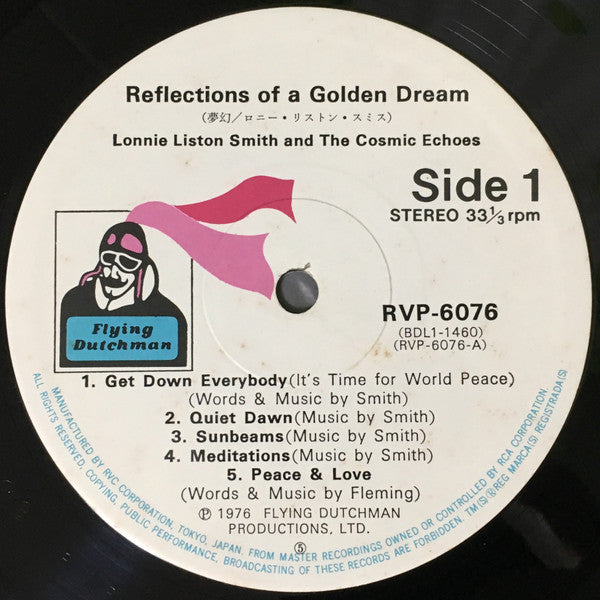 Reflections of a Golden Dream
(夢幻/ロニー・リストン・スミス)
Lonnie Liston Smith and The Cosmic Echoes
Side 1
STEREO 33⅓rpm
Flying
Dutchman
RVP-6076
(BDL1-1460)
(RVP-6076-A)
1. Get Down Everybody(It's Time for World Peace)
(Words & Music by Smith)
2. Quiet Dawn(Music by Smith)
3. Sunbeams(Music by Smith)
4. Meditations(Music by Smith)
5. Peace & Love
(Words & Music by Fleming)
℗ 1976 FLYING DUTCHMAN
PRODUCTIONS, LTD.
⑤
MANUFACTURED BY RVC CORPORATION, TOKYO, JAPAN. FROM MASTER RECORDINGS OWNED OR CONTROLLED BY RCA CORPORATION.
ALL RIGHTS RESERVED, COPYING, PUBLIC PERFORMANCE, BROADCASTING OF THESE RECORDS ARE FORBIDDEN. TM(S)®REG MARCA(S) REGISTRADA(S)